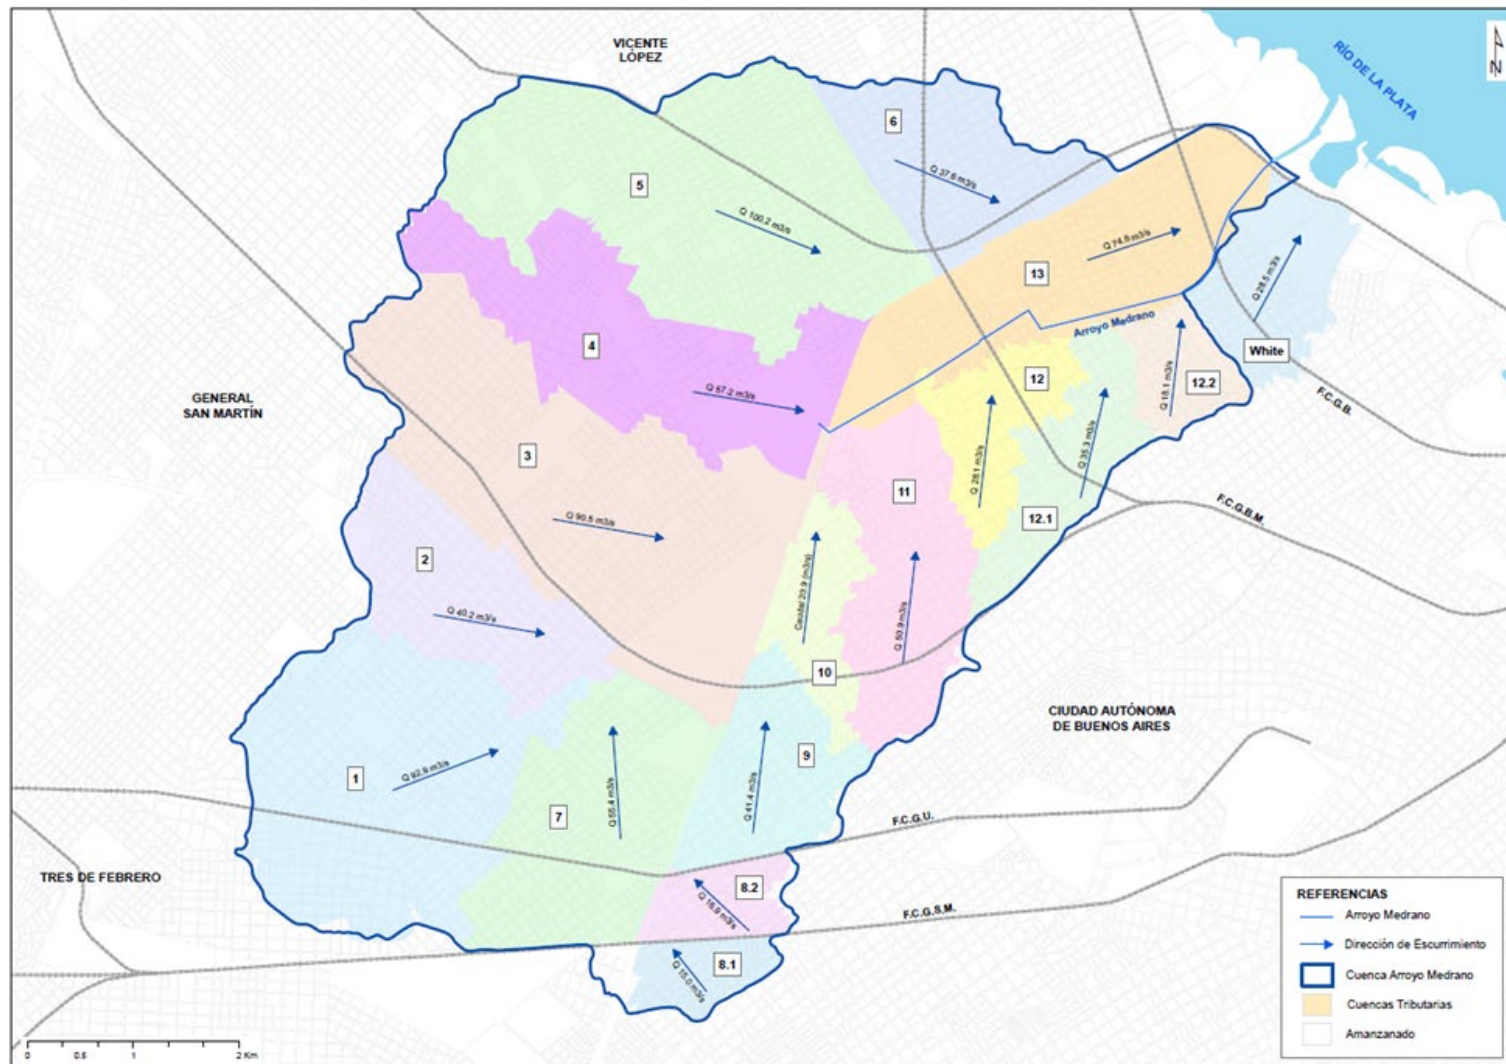 VICENTE
LÓPEZ
RÍO DE LA PLATA
N
6
Q 37.6 m3/s
5
Q 100.2 m3/s
13
Q 74.8 m3/s
Q 28.5 m3/s
Arroyo Medrano
White
4
Q 57.2 m3/s
12
12.2
Q 18.1 m3/s
F.C.G.B.
GENERAL
SAN MARTÍN
3
Q 90.5 m3/s
11
Q 28.1 m3/s
Q 35.3 m3/s
12.1
F.C.G.B.M.
2
Q 40.2 m3/s
Caudal 20.9 (m3/s)
Q 50.9 m3/s
10
CIUDAD AUTÓNOMA
DE BUENOS AIRES
1
Q 92.9 m3/s
9
Q 41.4 m3/s
7
Q 55.4 m3/s
F.C.G.U.
TRES DE FEBRERO
8.2
Q 16.9 m3/s
F.C.G.S.M.
8.1
Q 15.0 m3/s
REFERENCIAS
Arroyo Medrano
Dirección de Escurrimiento
Cuenca Arroyo Medrano
Cuencas Tributarias
Amanzanado
0 0.5 1 2 Km